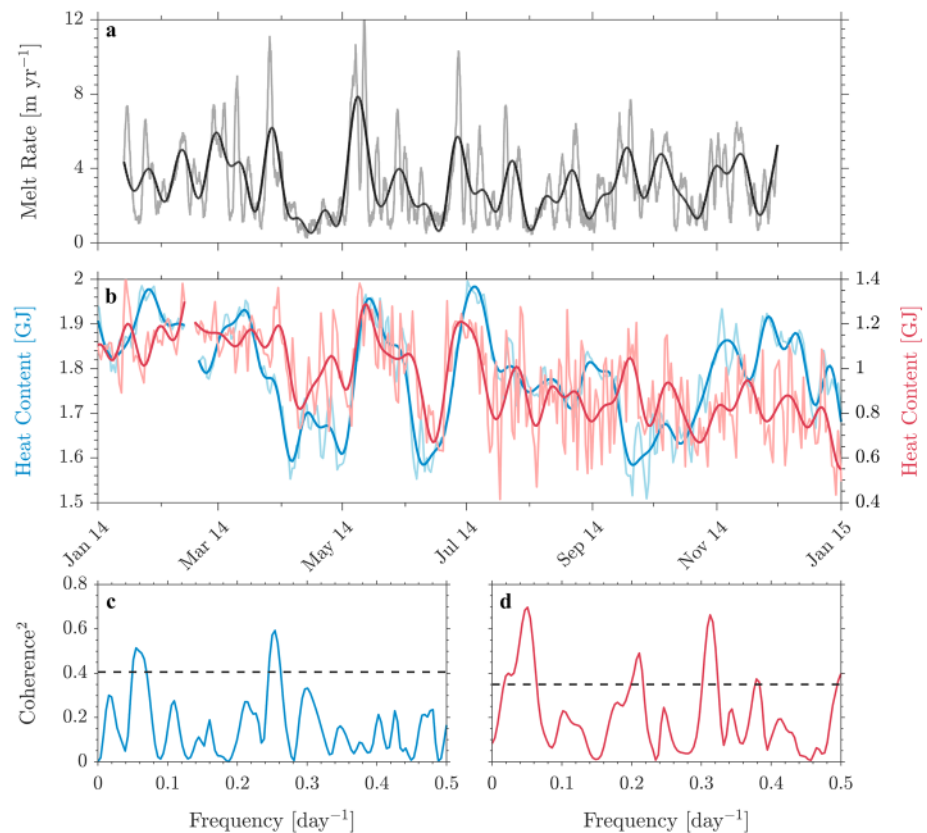 a
Melt Rate [m yr⁻¹]
12
8
4
0
b
Heat Content [GJ]
2
1.9
1.8
1.7
1.6
1.5
1.4
1.2
1
0.8
0.6
0.4
Heat Content [GJ]
Jan 14
Mar 14
May 14
Jul 14
Sep 14
Nov 14
Jan 15
c
Coherence²
0.8
0.6
0.4
0.2
0
0
0.1
0.2
0.3
0.4
0.5
Frequency [day⁻¹]
d
0
0.1
0.2
0.3
0.4
0.5
Frequency [day⁻¹]